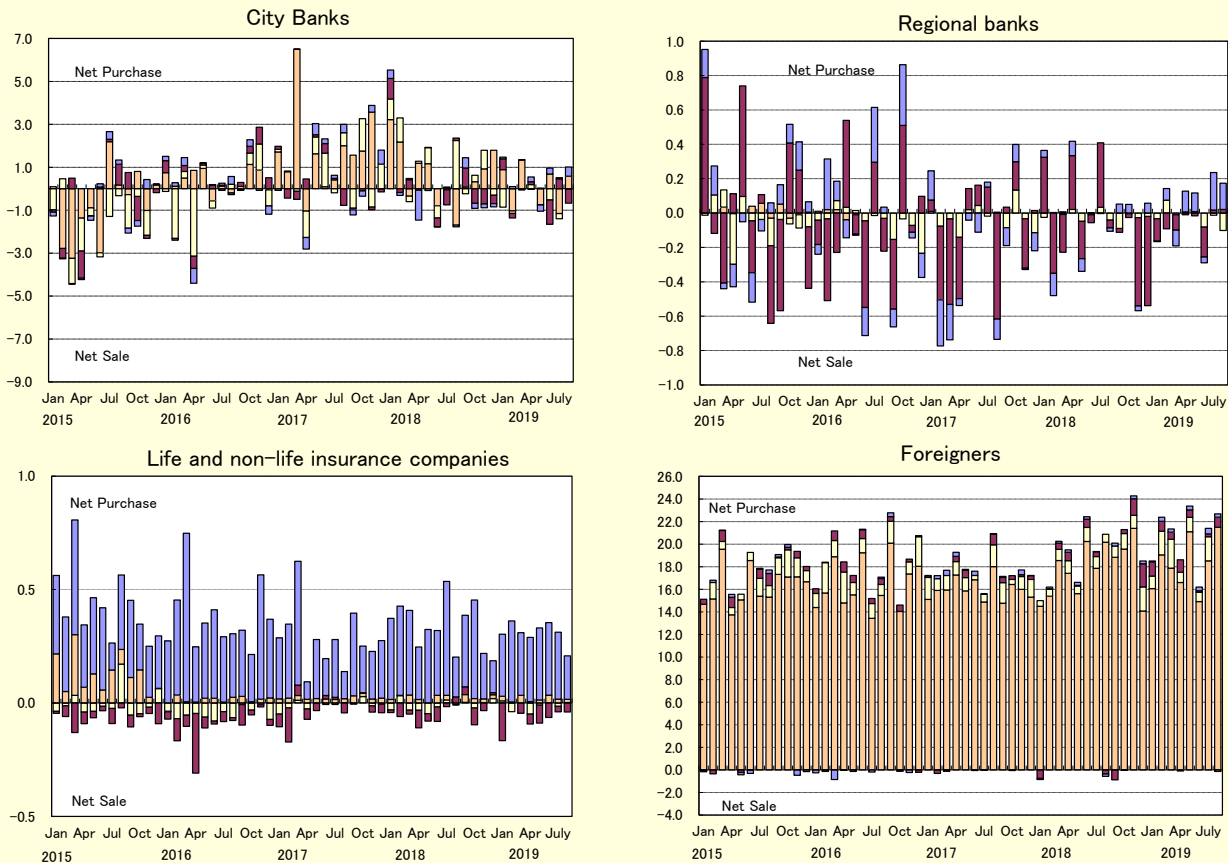 City Banks
7.0
5.0
3.0
1.0
-1.0
-3.0
-5.0
-7.0
-9.0
Net Purchase
Net Sale
Jan Apr Jul Oct Jan Apr Jul Oct Jan Apr Jul Oct Jan Apr Jul Oct Jan Apr July
2015 2016 2017 2018 2019
Regional banks
1.0
0.8
0.6
0.4
0.2
0.0
-0.2
-0.4
-0.6
-0.8
-1.0
Net Purchase
Net Sale
Jan Apr Jul Oct Jan Apr Jul Oct Jan Apr Jul Oct Jan Apr Jul Oct Jan Apr July
2015 2016 2017 2018 2019
Life and non-life insurance companies
1.0
0.5
0.0
-0.5
Net Purchase
Net Sale
Jan Apr Jul Oct Jan Apr Jul Oct Jan Apr Jul Oct Jan Apr Jul Oct Jan Apr July
2015 2016 2017 2018 2019
Foreigners
26.0
24.0
22.0
20.0
18.0
16.0
14.0
12.0
10.0
8.0
6.0
4.0
2.0
0.0
-2.0
-4.0
Net Purchase
Net Sale
Jan Apr Jul Oct Jan Apr Jul Oct Jan Apr Jul Oct Jan Apr Jul Oct Jan Apr July
2015 2016 2017 2018 2019